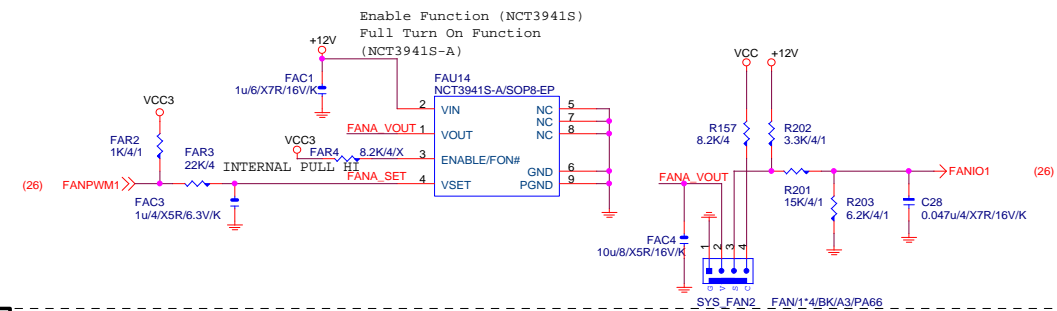 Enable Function (NCT3941S)
Full Turn On Function
(NCT3941S-A)
+12V
FAC1
1u/6/X7R/16V/K
FAU14
NCT3941S-A/SOP8-EP
2 VIN
NC 5
NC 7
NC 8
FANA_VOUT 1 VOUT
VCC3
FAR4 8.2K/4/X
3 ENABLE/FON#
INTERNAL PULL HI
GND 6
FANA_SET 4 VSET
PGND 9
VCC3
FAR2
1K/4/1
FAR3
22K/4
(26) FANPWM1
FAC3
1u/4/X5R/6.3V/K
VCC +12V
R157
8.2K/4
R202
3.3K/4/1
FANA_VOUT
R201
15K/4/1
FANIO1 (26)
R203
6.2K/4/1
C28
0.047u/4/X7R/16V/K
FAC4
10u/8/X5R/16V/K
1 2 3 4
G V S C
SYS_FAN2 FAN/1*4/BK/A3/PA66